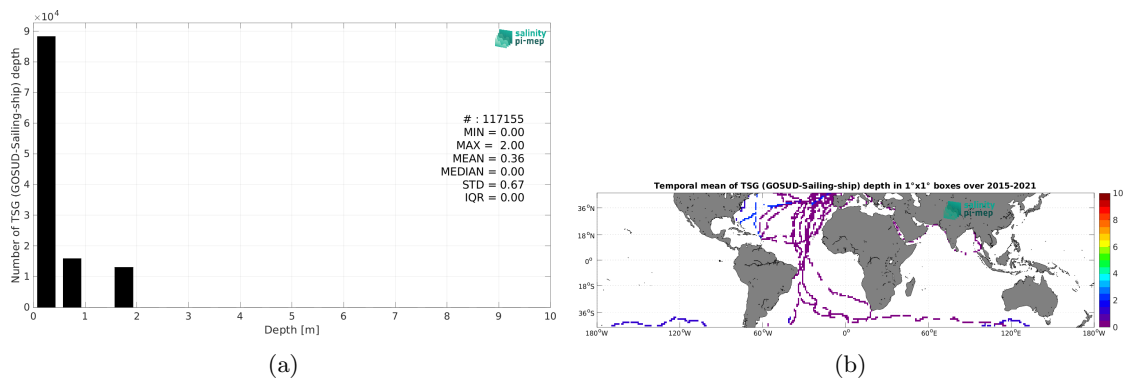 ×10⁴
9
8
7
6
5
4
3
2
1
0
Number of TSG (GOSUD-Sailing-ship) depth
0 1 2 3 4 5 6 7 8 9 10
Depth [m]
salinity
pi-mep
# : 117155
MIN = 0.00
MAX = 2.00
MEAN = 0.36
MEDIAN = 0.00
STD = 0.67
IQR = 0.00
(a)
Temporal mean of TSG (GOSUD-Sailing-ship) depth in 1°x1° boxes over 2015-2021
salinity
pi-mep
36°N
18°N
0°
18°S
36°S
180°W 120°W 60°W 0° 60°E 120°E 180°W
10
8
6
4
2
0
(b)